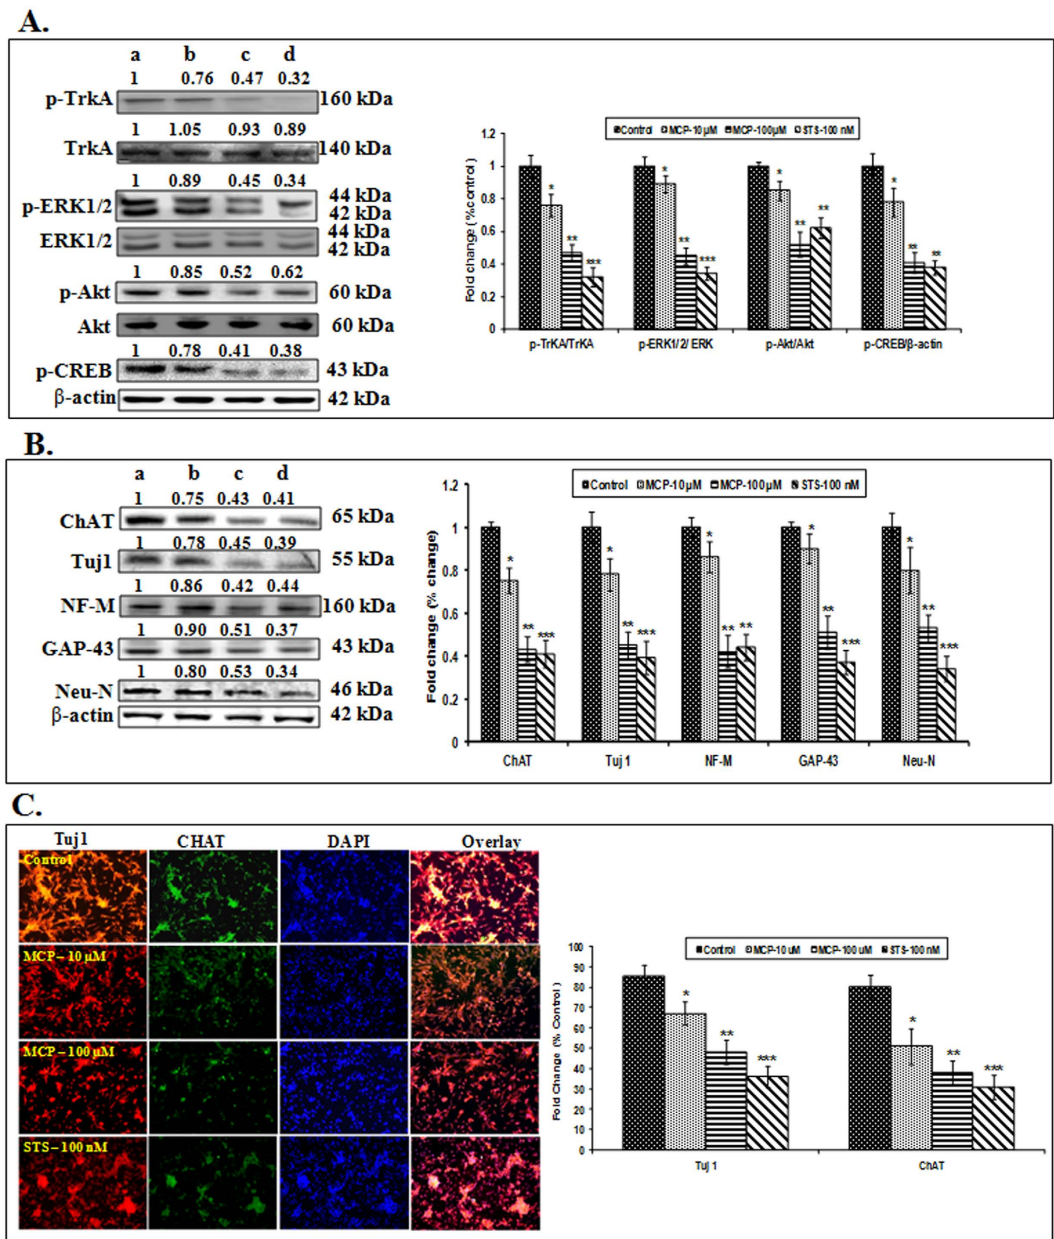 A.
a b c d
1 0.76 0.47 0.32
p-TrkA 160 kDa
1 1.05 0.93 0.89
TrkA 140 kDa
1 0.89 0.45 0.34
p-ERK1/2 44 kDa
42 kDa
ERK1/2 44 kDa
42 kDa
1 0.85 0.52 0.62
p-Akt 60 kDa
Akt 60 kDa
1 0.78 0.41 0.38
p-CREB 43 kDa
β-actin 42 kDa
Control MCP-10 µM MCP-100µM STS-100 nM
Fold change (%control)
1.2
1
0.8
0.6
0.4
0.2
0
* ** ***
* ** ***
* ** **
* ** **
p-TrKA/TrKA p-ERK1/2/ ERK p-Akt/Akt p-CREB/β-actin
B.
a b c d
1 0.75 0.43 0.41
ChAT 65 kDa
1 0.78 0.45 0.39
Tuj1 55 kDa
1 0.86 0.42 0.44
NF-M 160 kDa
1 0.90 0.51 0.37
GAP-43 43 kDa
1 0.80 0.53 0.34
Neu-N 46 kDa
β-actin 42 kDa
Control MCP-10µM MCP-100µM STS-100 nM
Fold change (% change)
1.2
1
0.8
0.6
0.4
0.2
0
* ** ***
* ** ***
* ** **
* ** ***
* ** ***
ChAT Tuj 1 NF-M GAP-43 Neu-N
C.
Tuj1 CHAT DAPI Overlay
Control
MCP – 10 µM
MCP – 100 µM
STS – 100 nM
Control MCP-10 uM MCP-100 uM STS-100 nM
Fold Change (% Control )
100
90
80
70
60
50
40
30
20
10
0
* ** ***
* ** ***
Tuj 1 ChAT